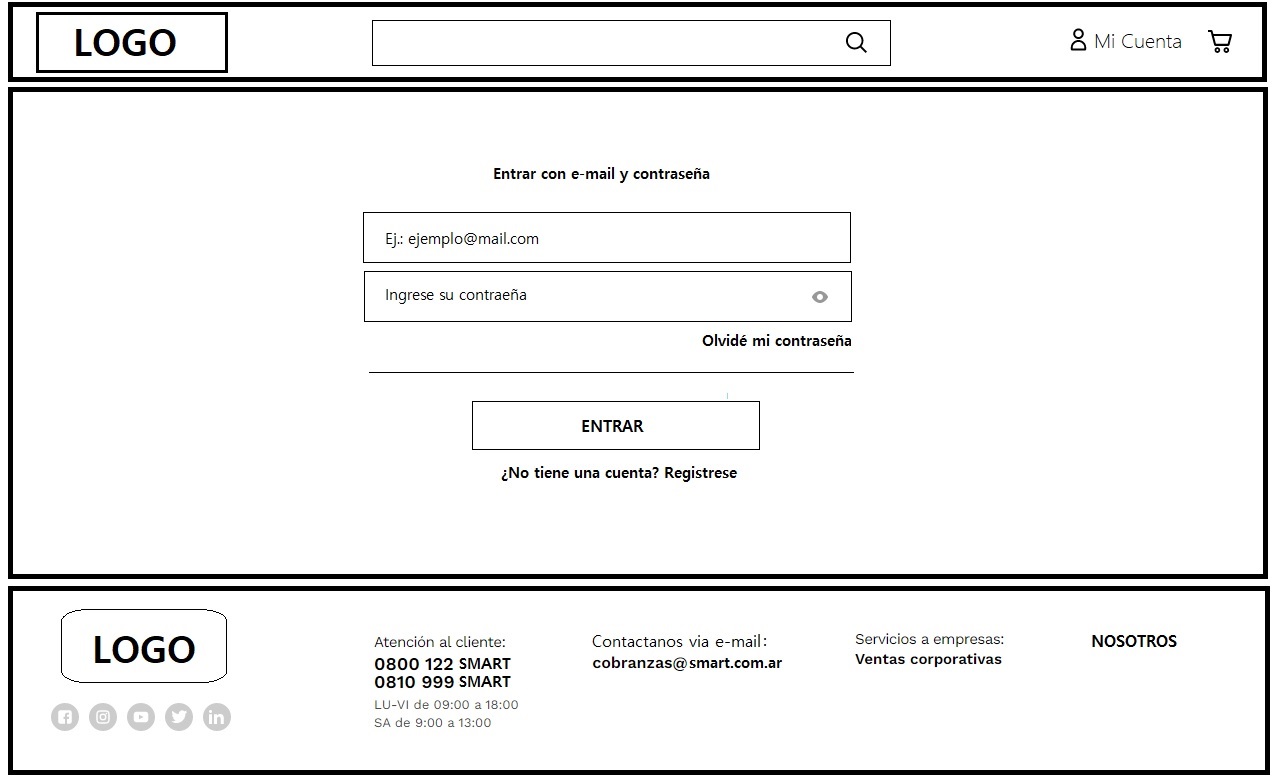 LOGO
Mi Cuenta
Entrar con e-mail y contraseña
Ej.: ejemplo@mail.com
Ingrese su contraeña
Olvidé mi contraseña
ENTRAR
¿No tiene una cuenta? Registrese
LOGO
Atención al cliente:
0800 122 SMART
0810 999 SMART
LU-VI de 09:00 a 18:00
SA de 9:00 a 13:00
Contactanos via e-mail:
cobranzas@smart.com.ar
Servicios a empresas:
Ventas corporativas
NOSOTROS